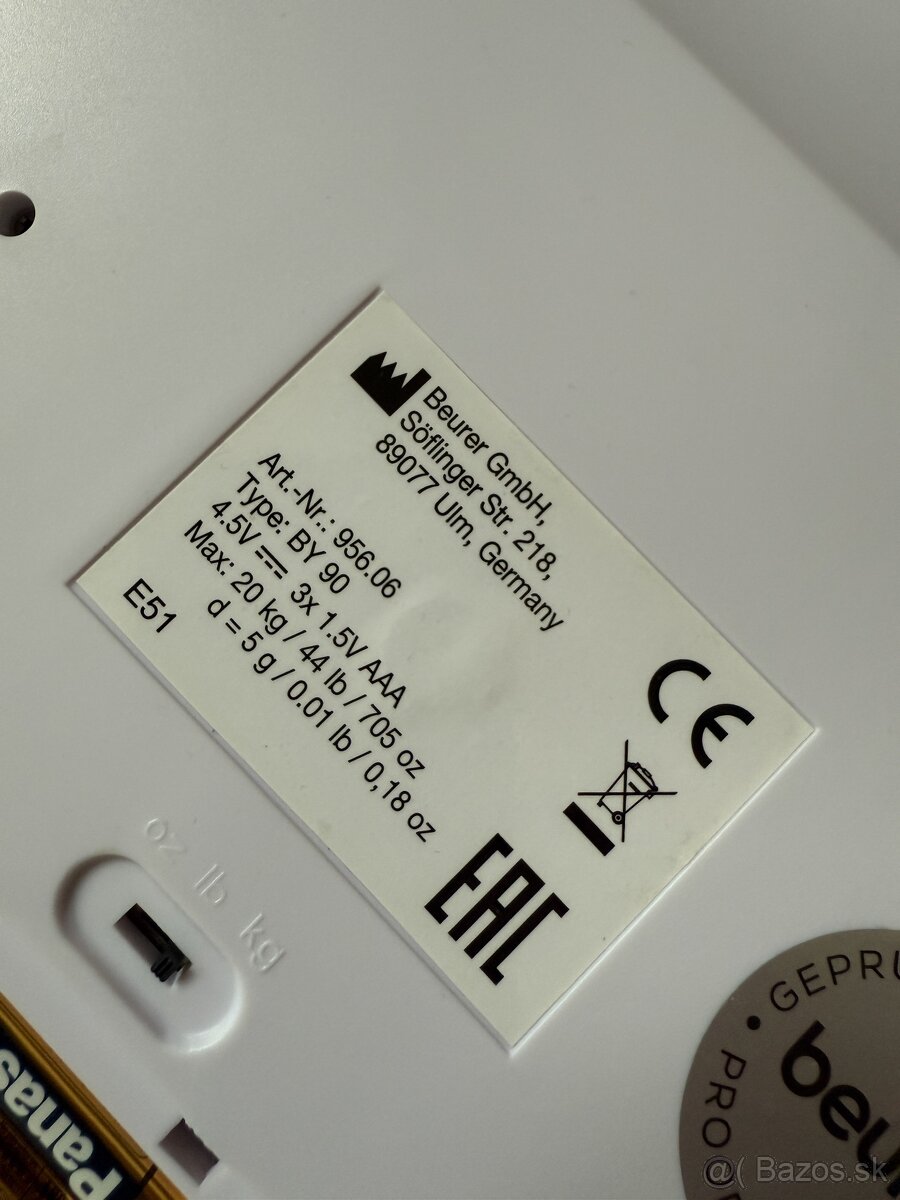 Beurer GmbH,
Söflinger Str. 218,
89077 Ulm, Germany
Art.-Nr.: 956.06
Type: BY 90
4.5V 3x 1.5V AAA
Max: 20 kg / 44 lb / 705 oz
d = 5 g / 0.01 lb / 0,18 oz
E51
CE
EAC
oz lb kg
Panas
GEPRU
beu
PROB
@( Bazos.sk